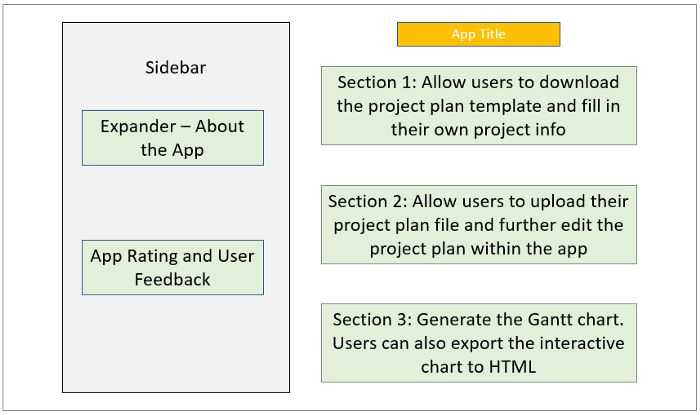 Sidebar
Expander – About
the App
App Rating and User
Feedback
App Title
Section 1: Allow users to download
the project plan template and fill in
their own project info
Section 2: Allow users to upload their
project plan file and further edit the
project plan within the app
Section 3: Generate the Gantt chart.
Users can also export the interactive
chart to HTML